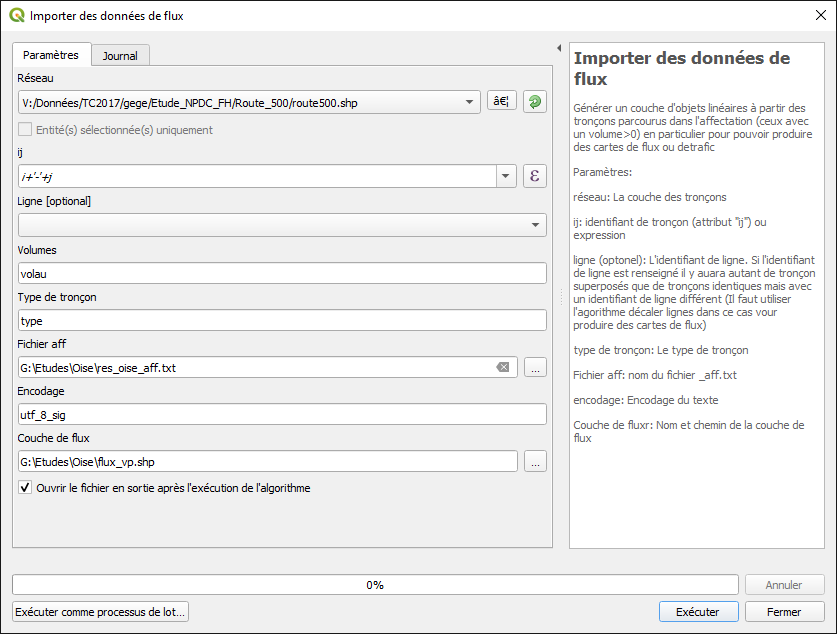 Importer des données de flux
Paramètres
Journal
Réseau
V:/Données/TC2017/gege/Etude_NPDC_FH/Route_500/route500.shp
â€¦
Entité(s) sélectionnée(s) uniquement
ij
i+'-'+j
ε
Ligne [optional]
Volumes
volau
Type de tronçon
type
Fichier aff
G:\Etudes\Oise\res_oise_aff.txt
...
Encodage
utf_8_sig
Couche de flux
G:\Etudes\Oise\flux_vp.shp
...
Ouvrir le fichier en sortie après l'exécution de l'algorithme
Importer des données de
flux
Générer un couche d'objets linéaires à partir des
tronçons parcourus dans l'affectation (ceux avec
un volume>0) en particulier pour pouvoir produire
des cartes de flux ou detrafic
Paramètres:
réseau: La couche des tronçons
ij: identifiant de tronçon (attribut "ij") ou
expression
ligne (optonel): L'identifiant de ligne. Si l'identifiant
de ligne est renseigné il y auara autant de tronçon
superposés que de tronçons identiques mais avec
un identifiant de ligne différent (Il faut utiliser
l'agorithme décaler lignes dans ce cas vour
produire des cartes de flux)
type de tronçon: Le type de tronçon
Fichier aff: nom du fichier _aff.txt
encodage: Encodage du texte
Couche de fluxr: Nom et chemin de la couche de
flux
0%
Annuler
Exécuter comme processus de lot...
Exécuter
Fermer